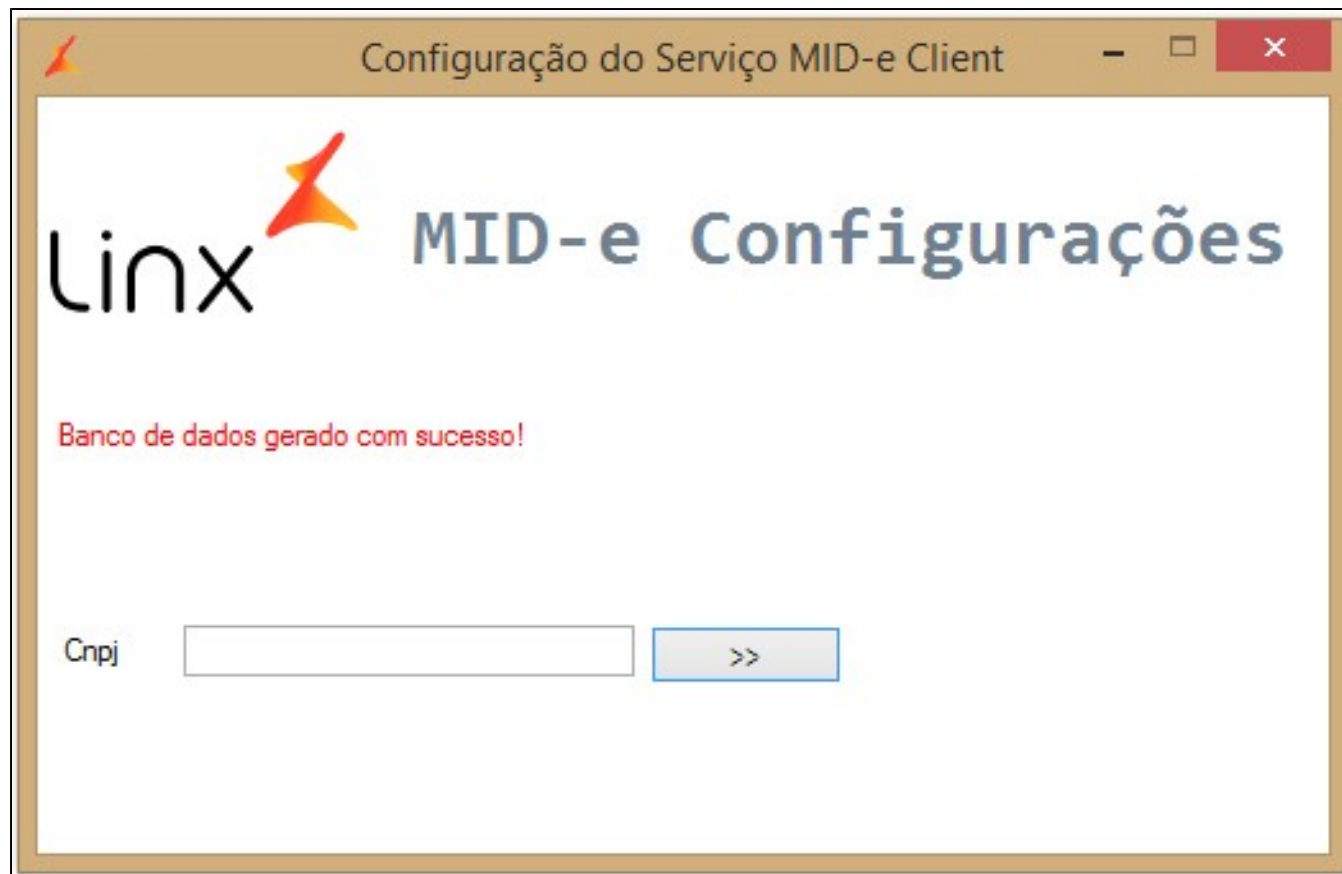 Configuração do Serviço MID-e Client
Linx
MID-e Configurações
Banco de dados gerado com sucesso!
Cnpj
>>